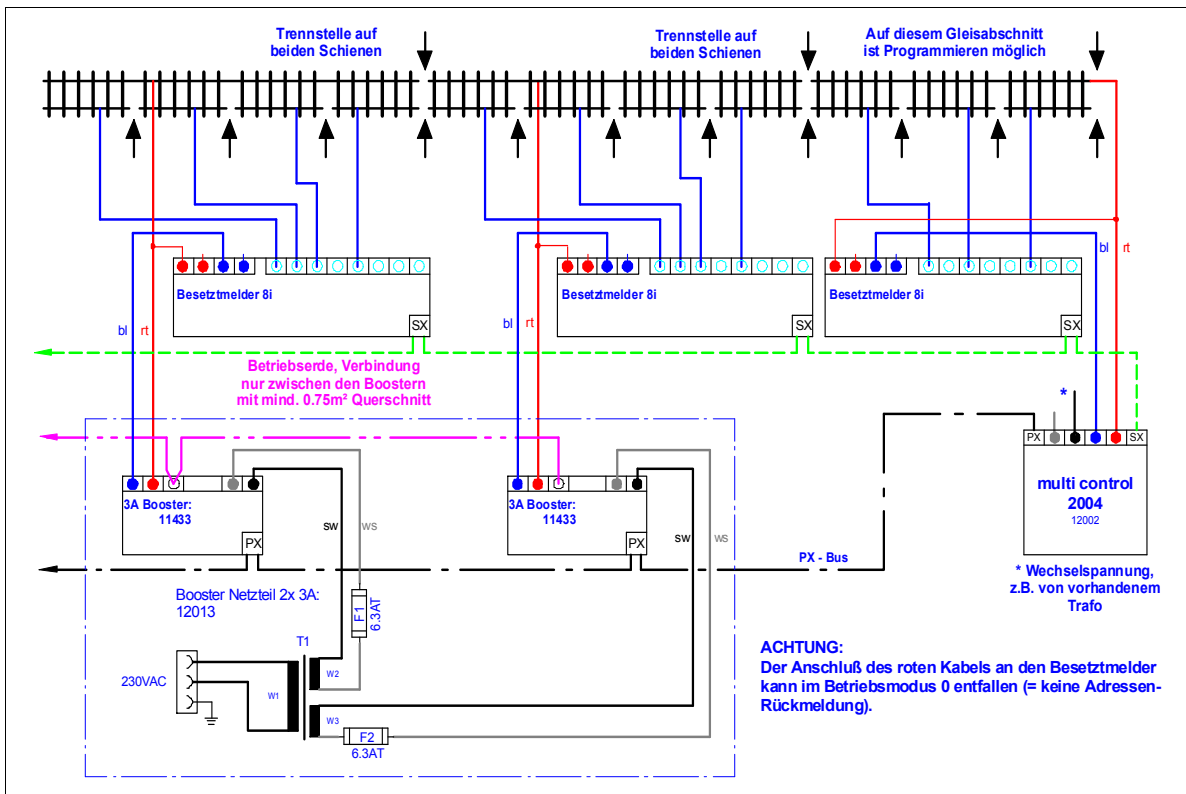 Trennstelle auf
beiden Schienen
Trennstelle auf
beiden Schienen
Auf diesem Gleisabschnitt
ist Programmieren möglich
Besetztmelder 8i
SX
Besetztmelder 8i
SX
Besetztmelder 8i
SX
bl
rt
bl
rt
bl
rt
Betriebserde, Verbindung
nur zwischen den Boostern
mit mind. 0.75m² Querschnitt
*
PX
SX
multi control
2004
12002
3A Booster:
11433
PX
3A Booster:
11433
PX
sw
ws
sw
ws
PX - Bus
* Wechselspannung,
z.B. von vorhandenem
Trafo
Booster Netzteil 2x 3A:
12013
F1
6.3AT
T1
230VAC
W1
W2
W3
F2
6.3AT
ACHTUNG:
Der Anschluß des roten Kabels an den Besetztmelder
kann im Betriebsmodus 0 entfallen (= keine Adressen-
Rückmeldung).